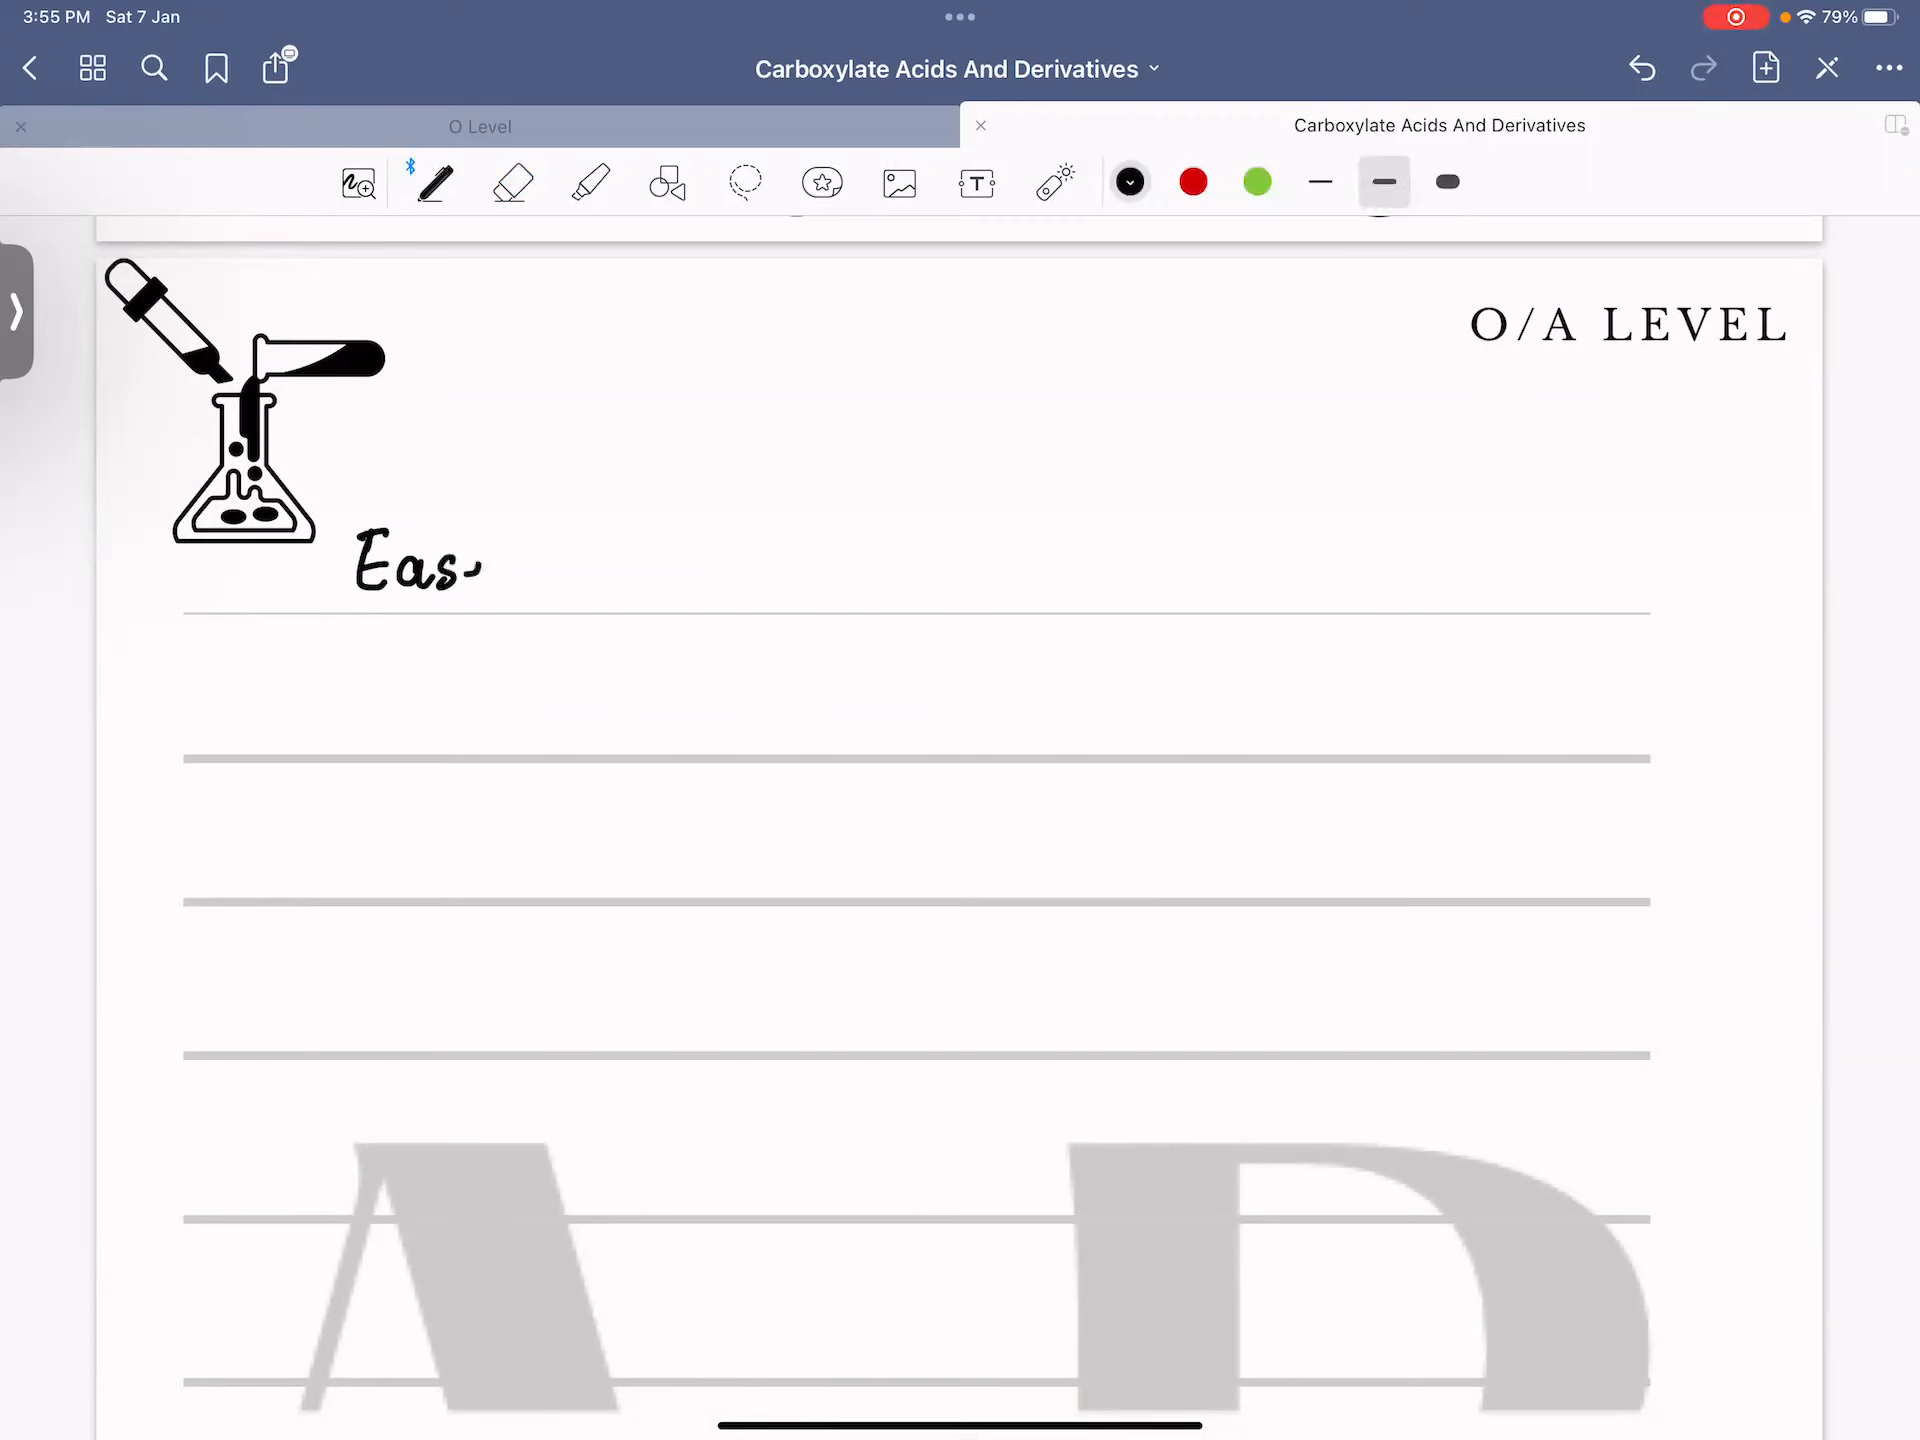 3:55 PM Sat 7 Jan
79%
Carboxylate Acids And Derivatives
O Level
Carboxylate Acids And Derivatives
T
O/A LEVEL
Eas